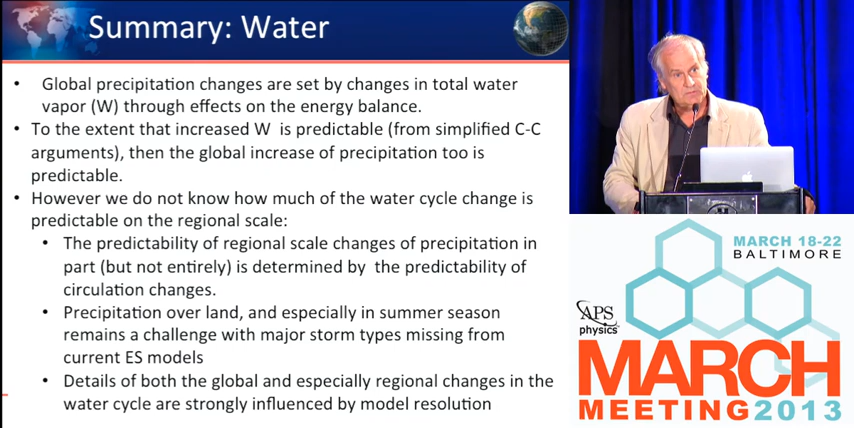 Summary: Water
• Global precipitation changes are set by changes in total water
vapor (W) through effects on the energy balance.
• To the extent that increased W is predictable (from simplified C-C
arguments), then the global increase of precipitation too is
predictable.
• However we do not know how much of the water cycle change is
predictable on the regional scale:
• The predictability of regional scale changes of precipitation in
part (but not entirely) is determined by the predictability of
circulation changes.
• Precipitation over land, and especially in summer season
remains a challenge with major storm types missing from
current ES models
• Details of both the global and especially regional changes in the
water cycle are strongly influenced by model resolution
MARCH 18-22
BALTIMORE
APS
physics
MARCH
MEETING2013